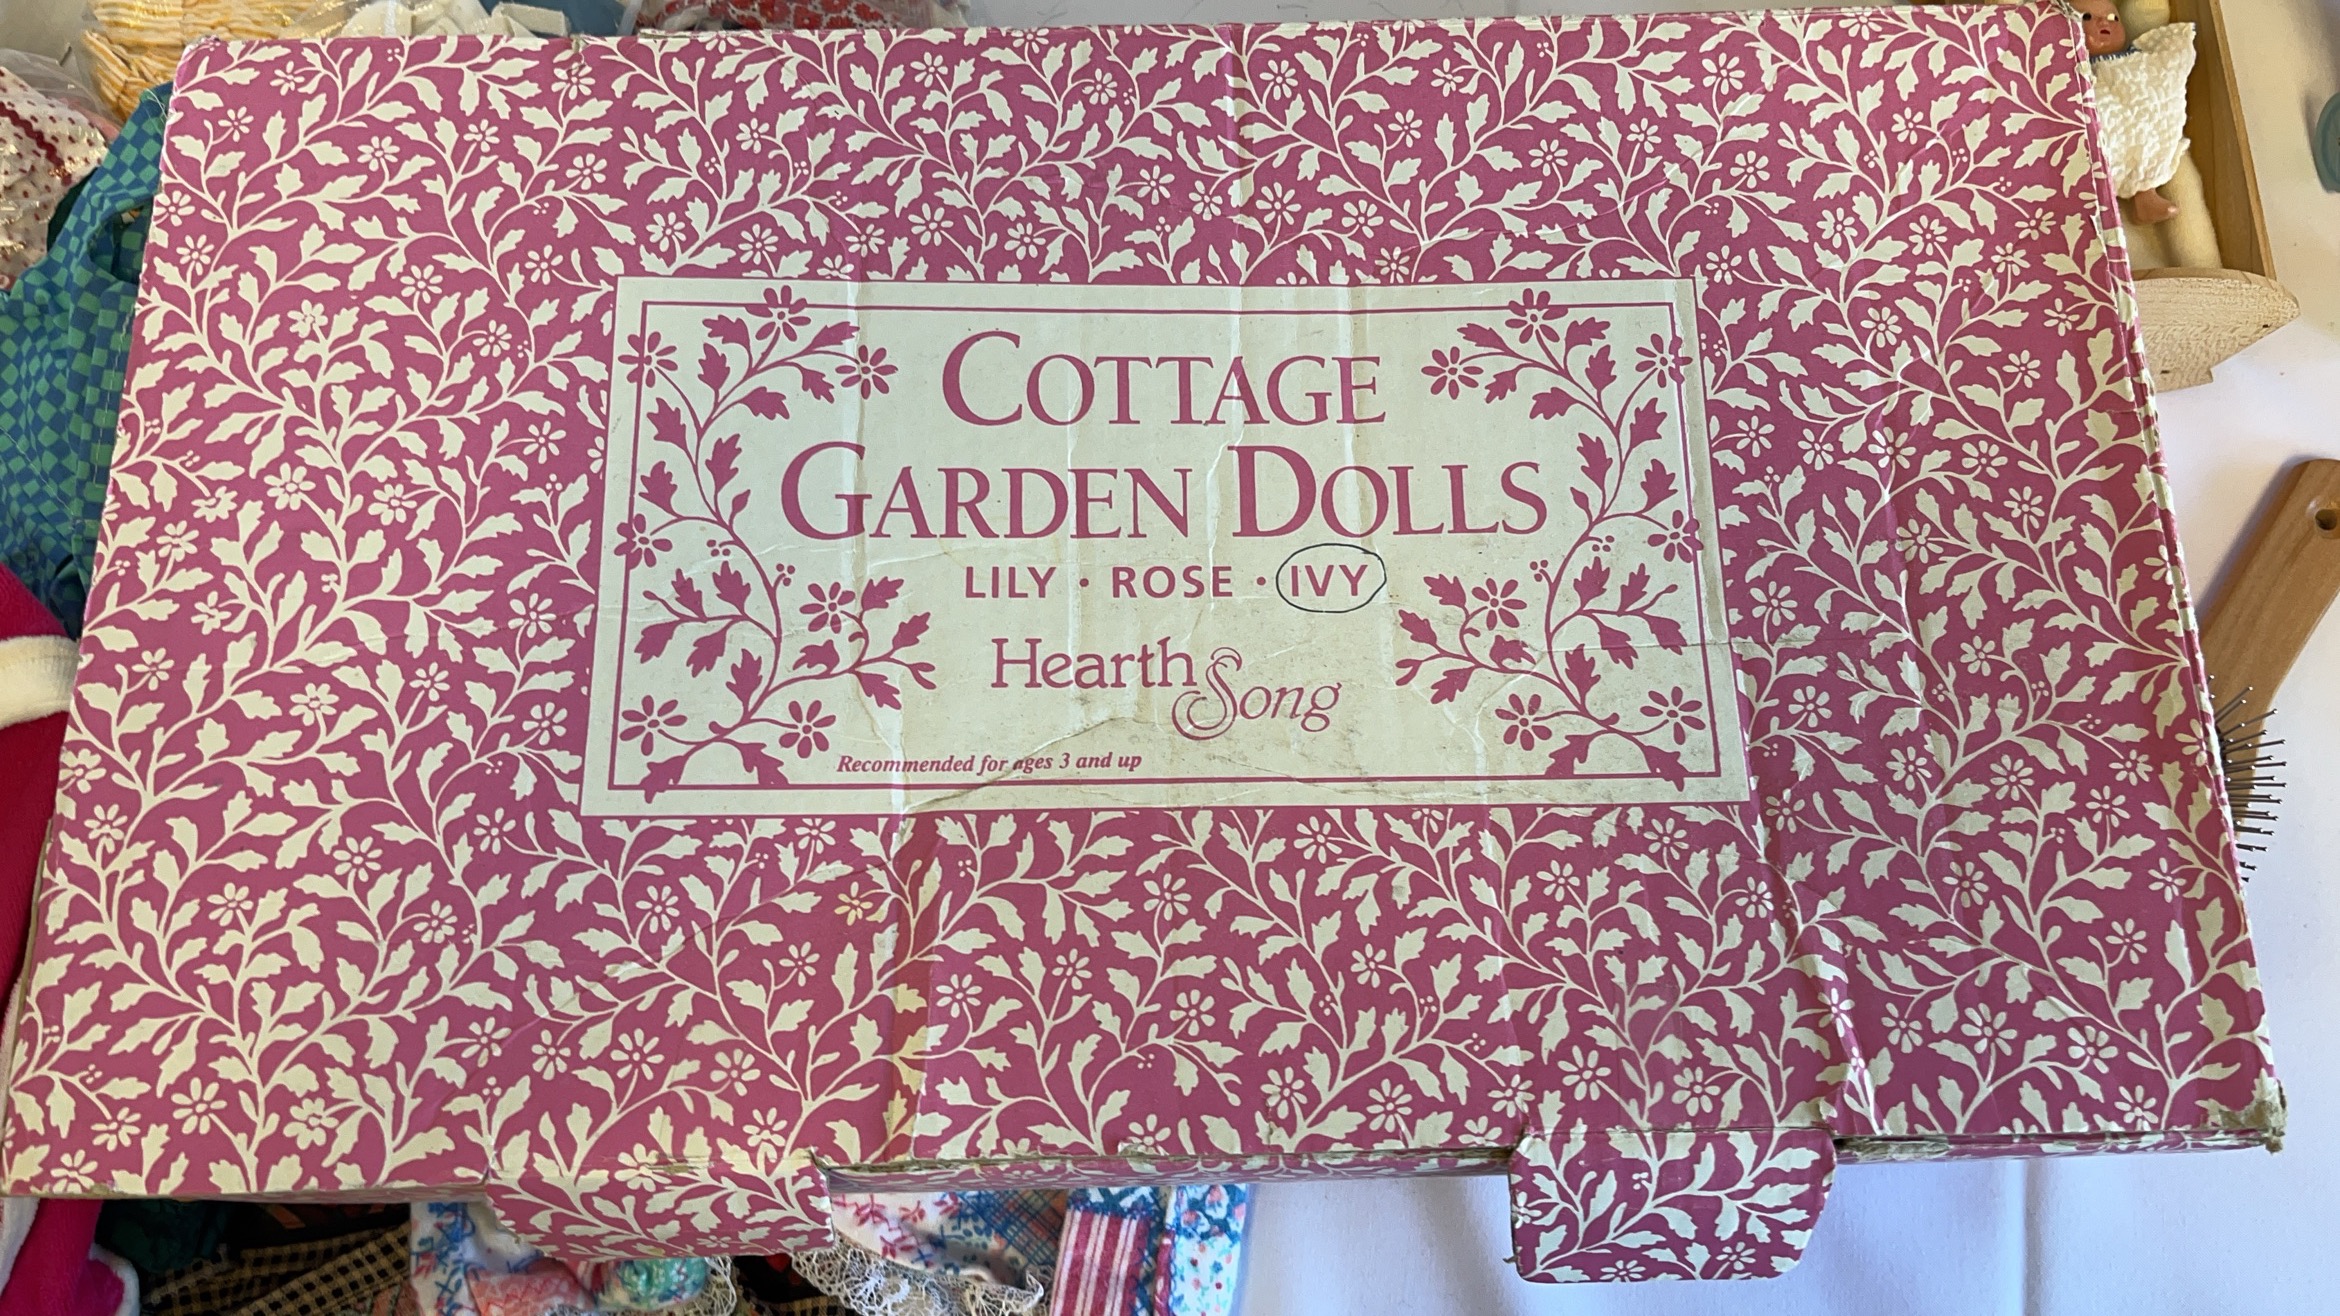 COTTAGE
GARDEN DOLLS
LILY · ROSE · IVY
Hearth
Song
Recommended for ages 3 and up